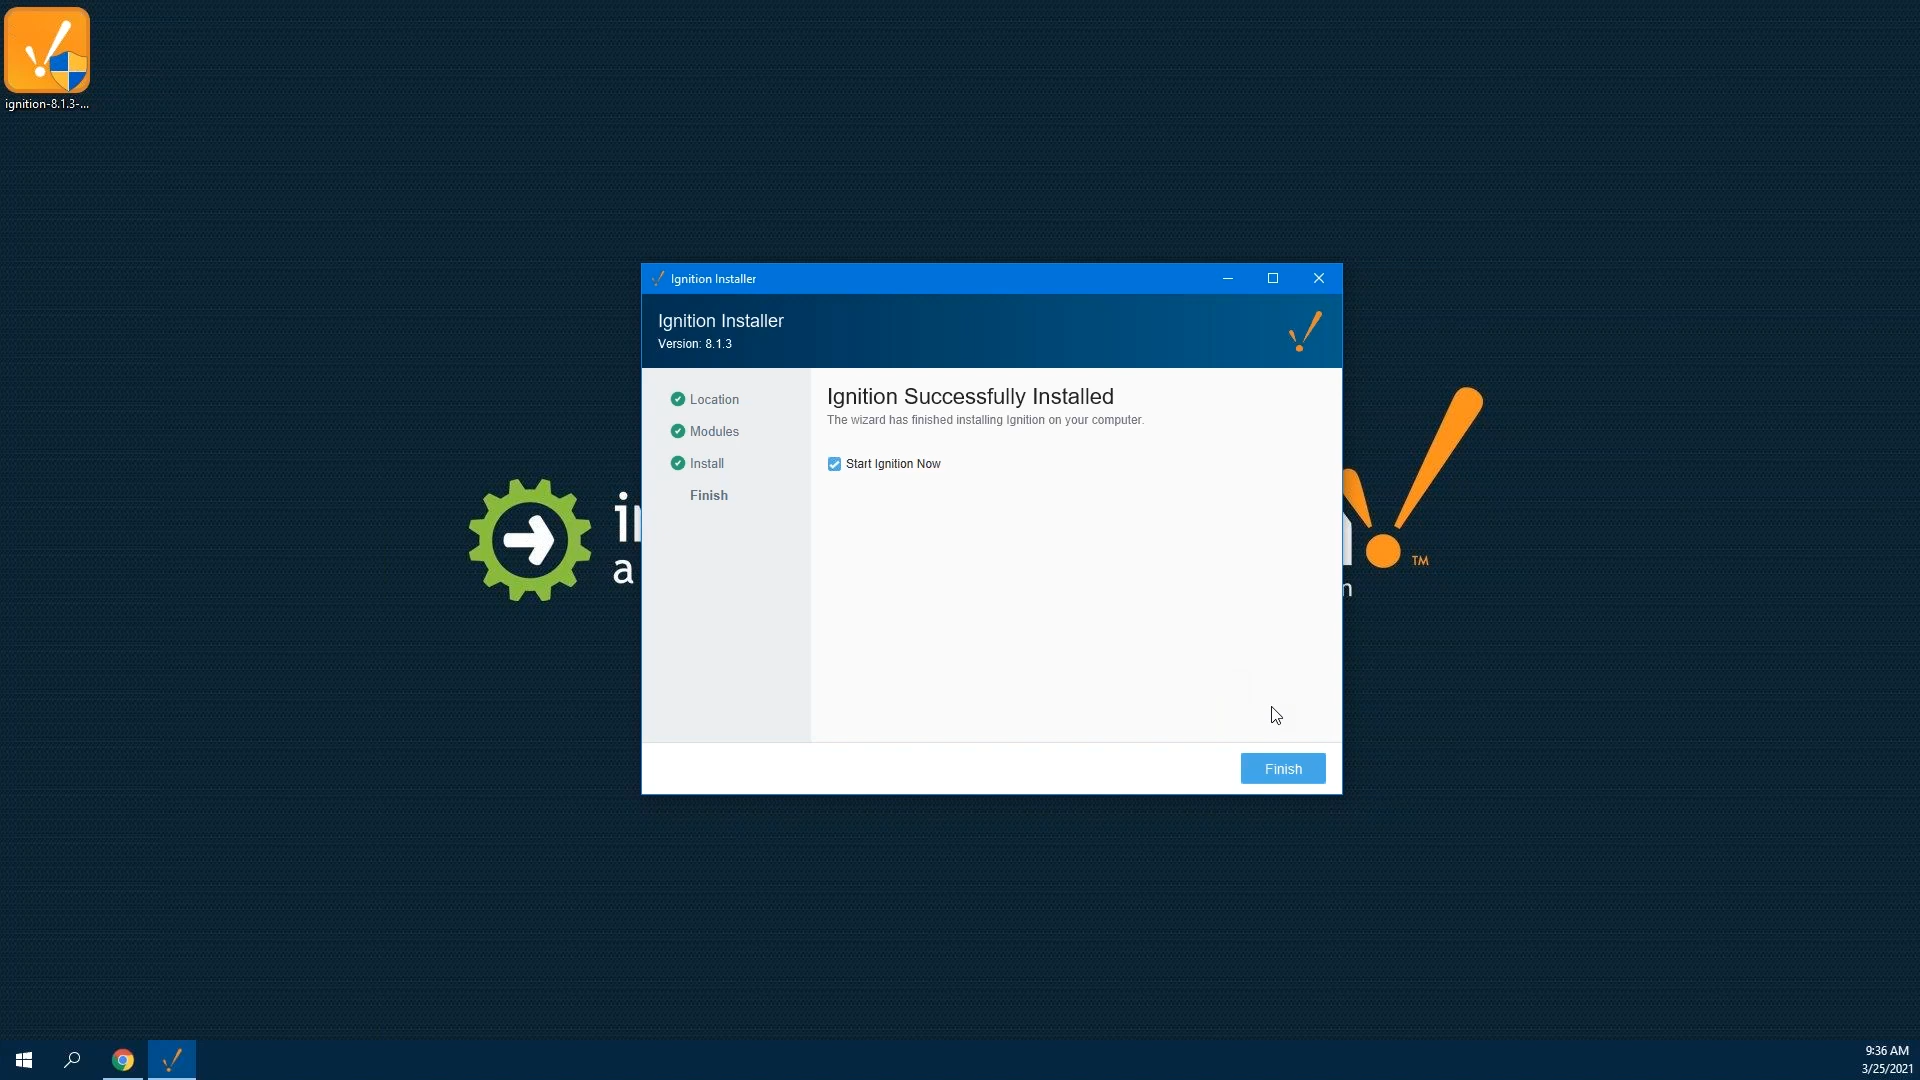 ignition-8.1.3-...
Ignition Installer
Ignition Installer
Version: 8.1.3
Location
Modules
Install
Finish
Ignition Successfully Installed
The wizard has finished installing Ignition on your computer.
Start Ignition Now
Finish
a
n
TM
9:36 AM
3/25/2021